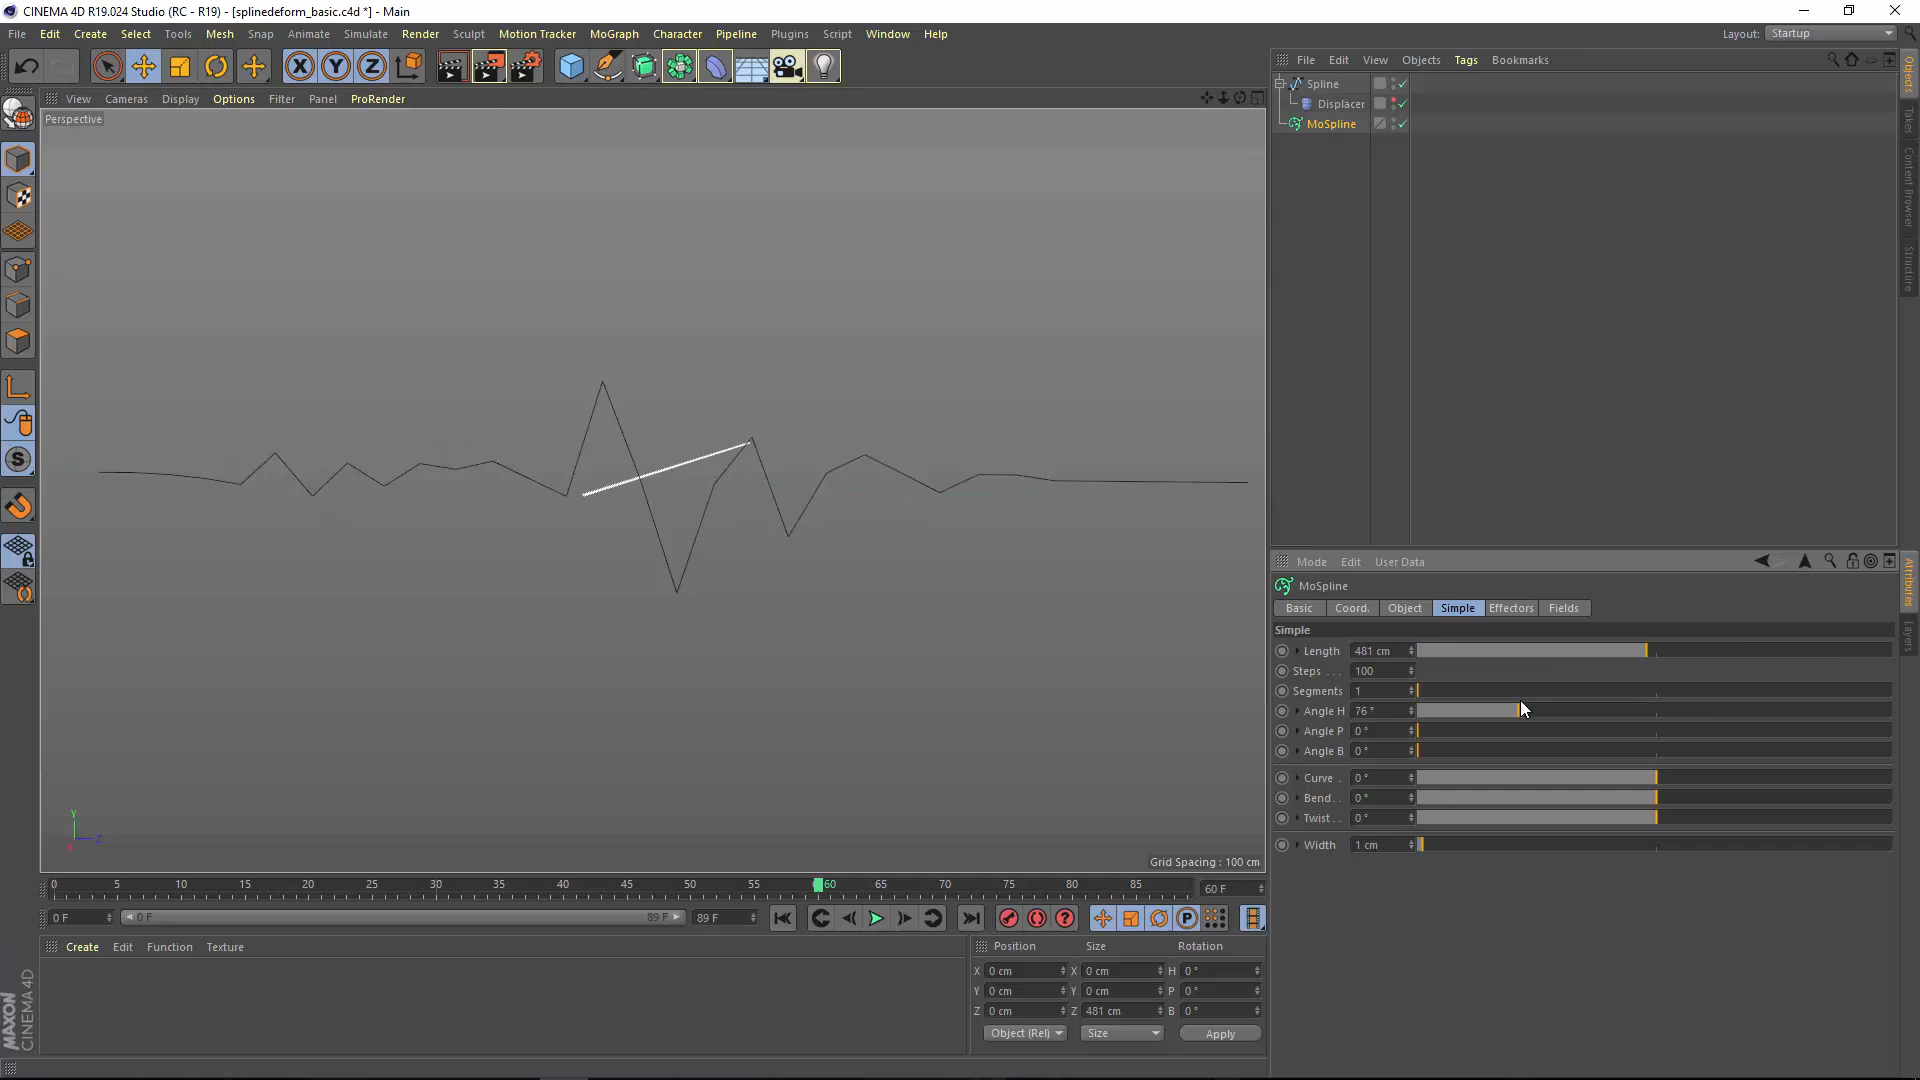 CINEMA 4D R19.024 Studio (RC - R19) - [splinedeform_basic.c4d *] - Main
File Edit Create Select Tools Mesh Snap Animate Simulate Render Sculpt Motion Tracker MoGraph Character Pipeline Plugins Script Window Help
Layout: Startup
View Cameras Display Options Filter Panel ProRender
Perspective
File Edit View Objects Tags Bookmarks
Spline
Displacer
MoSpline
Objects
Takes
Content Browser
Structure
Mode Edit User Data
MoSpline
Basic Coord. Object Simple Effectors Fields
Simple
Length 481 cm
Steps . . . 100
Segments 1
Angle H 76 °
Angle P 0 °
Angle B 0 °
Curve . 0 °
Bend . . 0 °
Twist . . 0 °
Width 1 cm
Attributes
Layers
Y
Z
X
Grid Spacing : 100 cm
0 5 10 15 20 25 30 35 40 45 50 55 60 65 70 75 80 85
60 F
0 F 0 F 89 F 89 F
P
Create Edit Function Texture
Position Size Rotation
X 0 cm X 0 cm H 0 °
Y 0 cm Y 0 cm P 0 °
Z 0 cm Z 481 cm B 0 °
Object (Rel) Size Apply
MAXON
CINEMA 4D